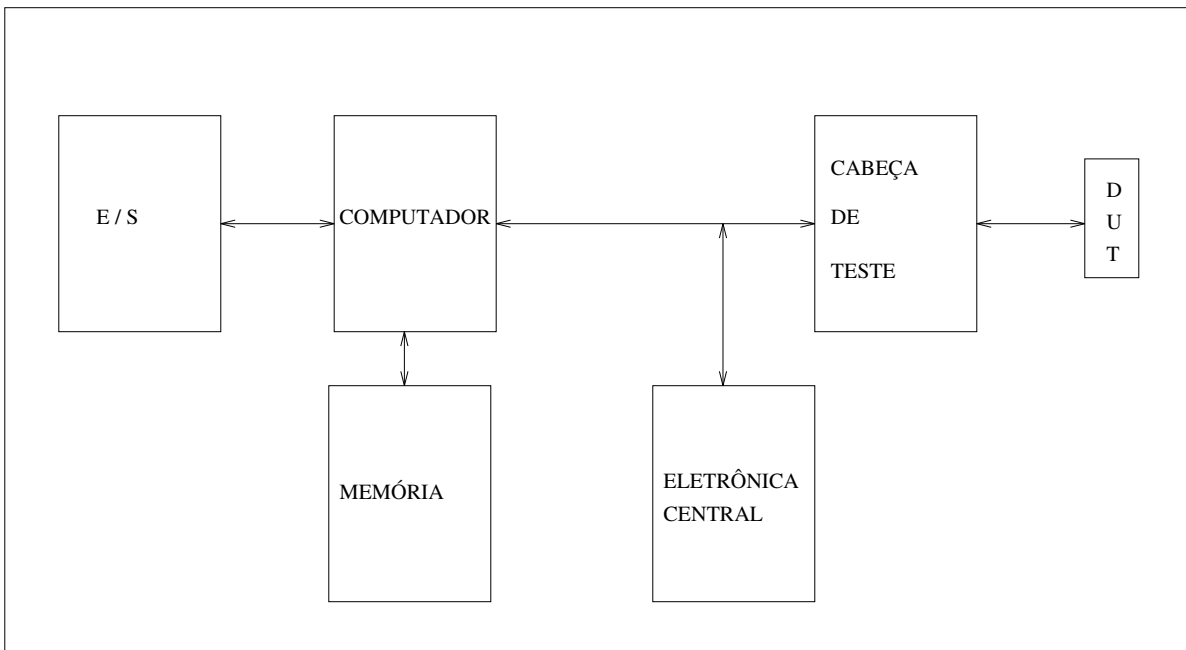 E / S
COMPUTADOR
CABEÇA
DE
TESTE
D
U
T
MEMÓRIA
ELETRÔNICA
CENTRAL